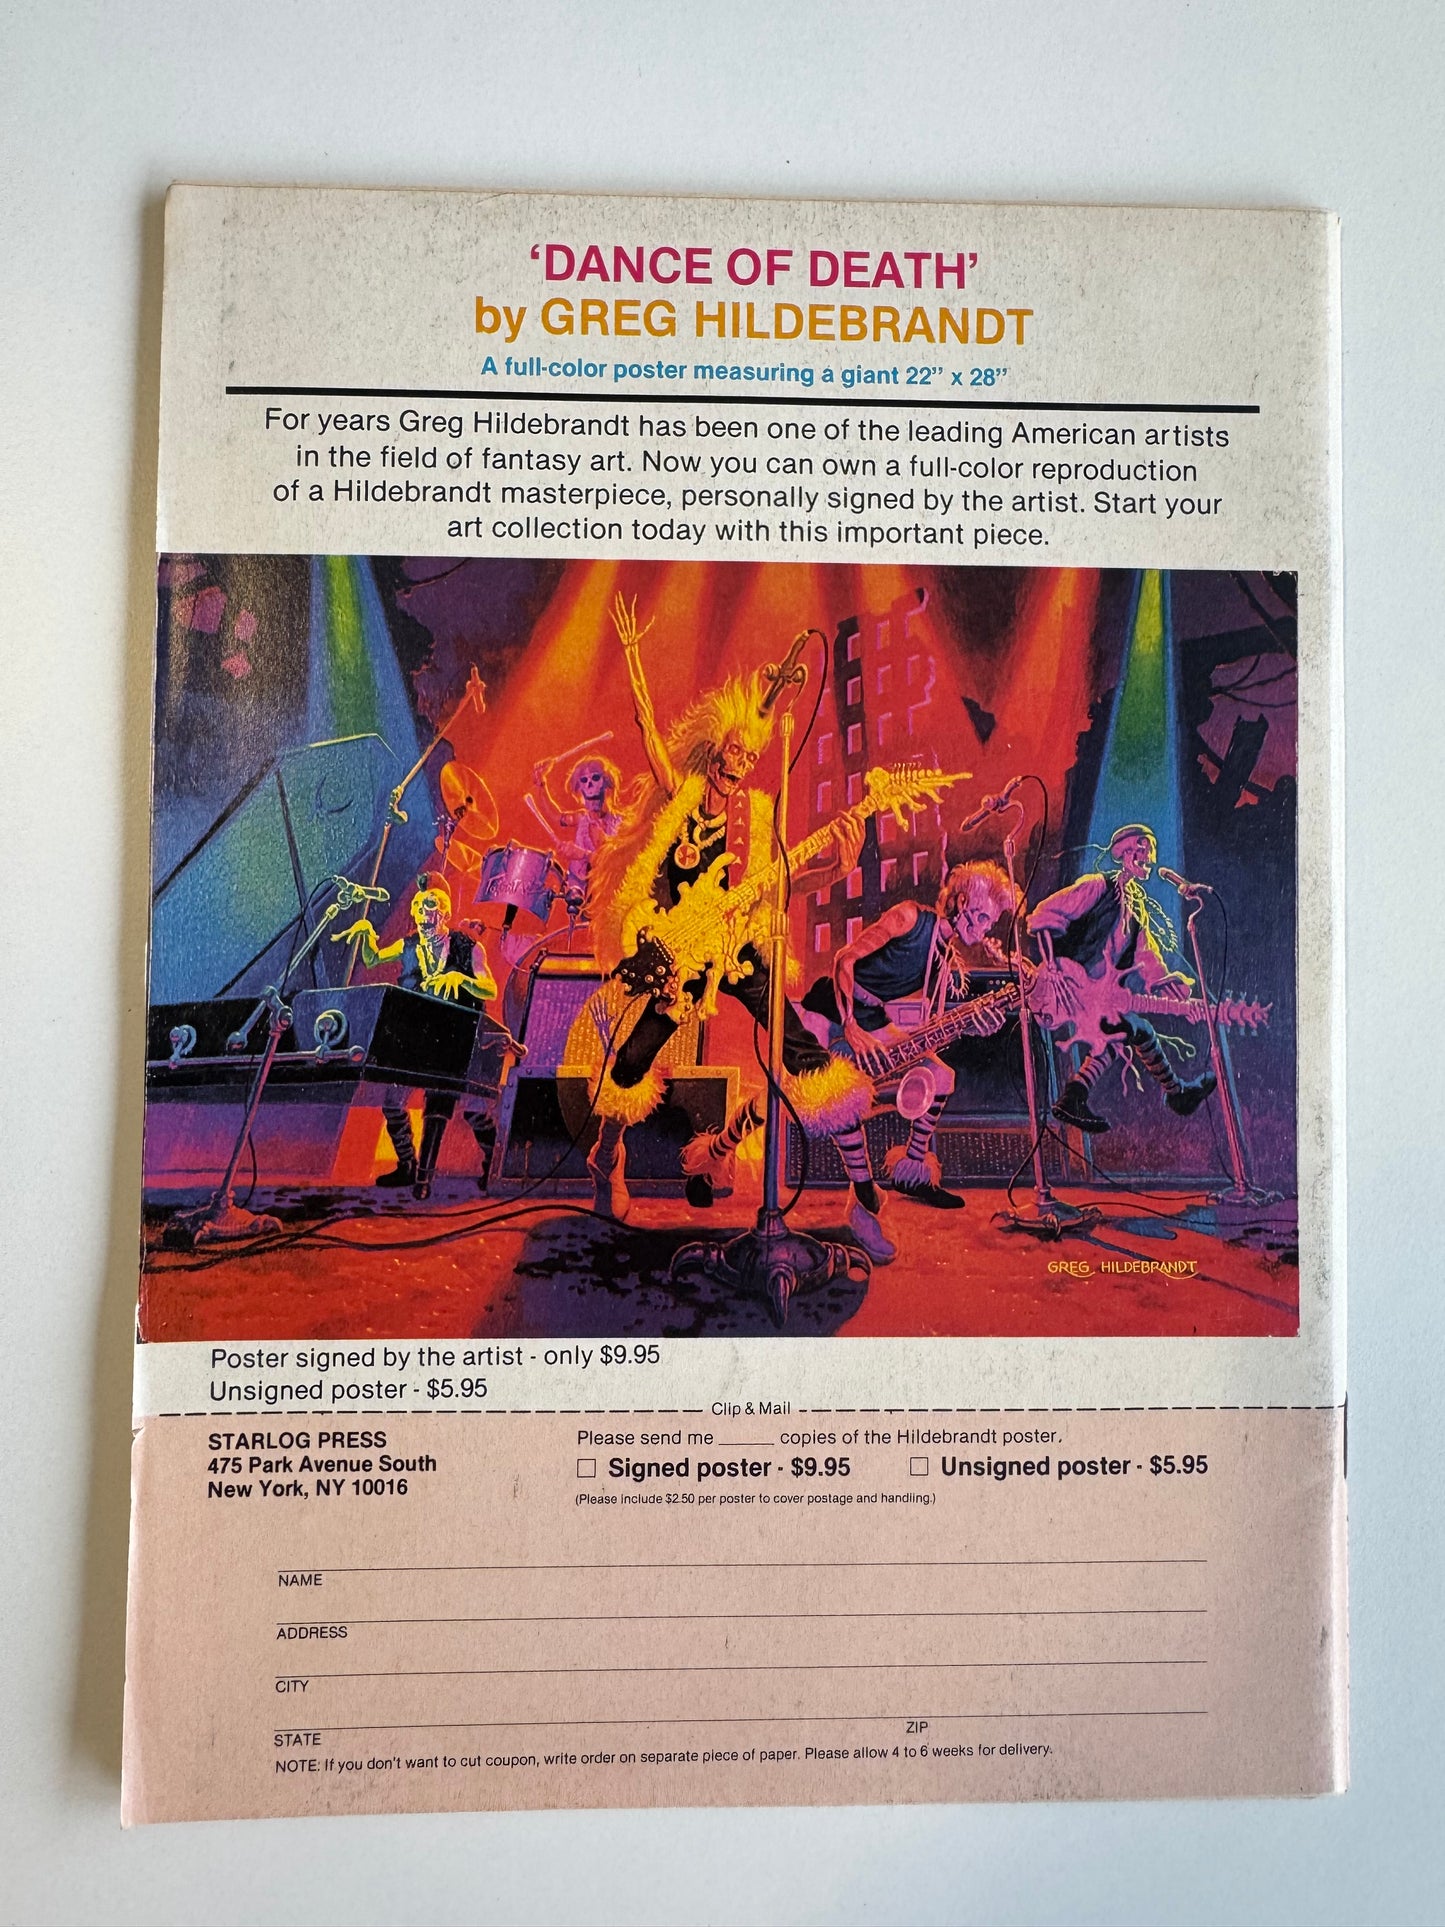 ‘DANCE OF DEATH’
by GREG HILDEBRANDT
A full-color poster measuring a giant 22” x 28”
For years Greg Hildebrandt has been one of the leading American artists
in the field of fantasy art. Now you can own a full-color reproduction
of a Hildebrandt masterpiece, personally signed by the artist. Start your
art collection today with this important piece.
GREG HILDEBRANDT
Poster signed by the artist - only $9.95
Unsigned poster - $5.95
Clip & Mail
STARLOG PRESS
475 Park Avenue South
New York, NY 10016
Please send me _____ copies of the Hildebrandt poster.
☐ Signed poster - $9.95 ☐ Unsigned poster - $5.95
(Please include $2.50 per poster to cover postage and handling.)
NAME
ADDRESS
CITY
STATE ZIP
NOTE: If you don't want to cut coupon, write order on separate piece of paper. Please allow 4 to 6 weeks for delivery.